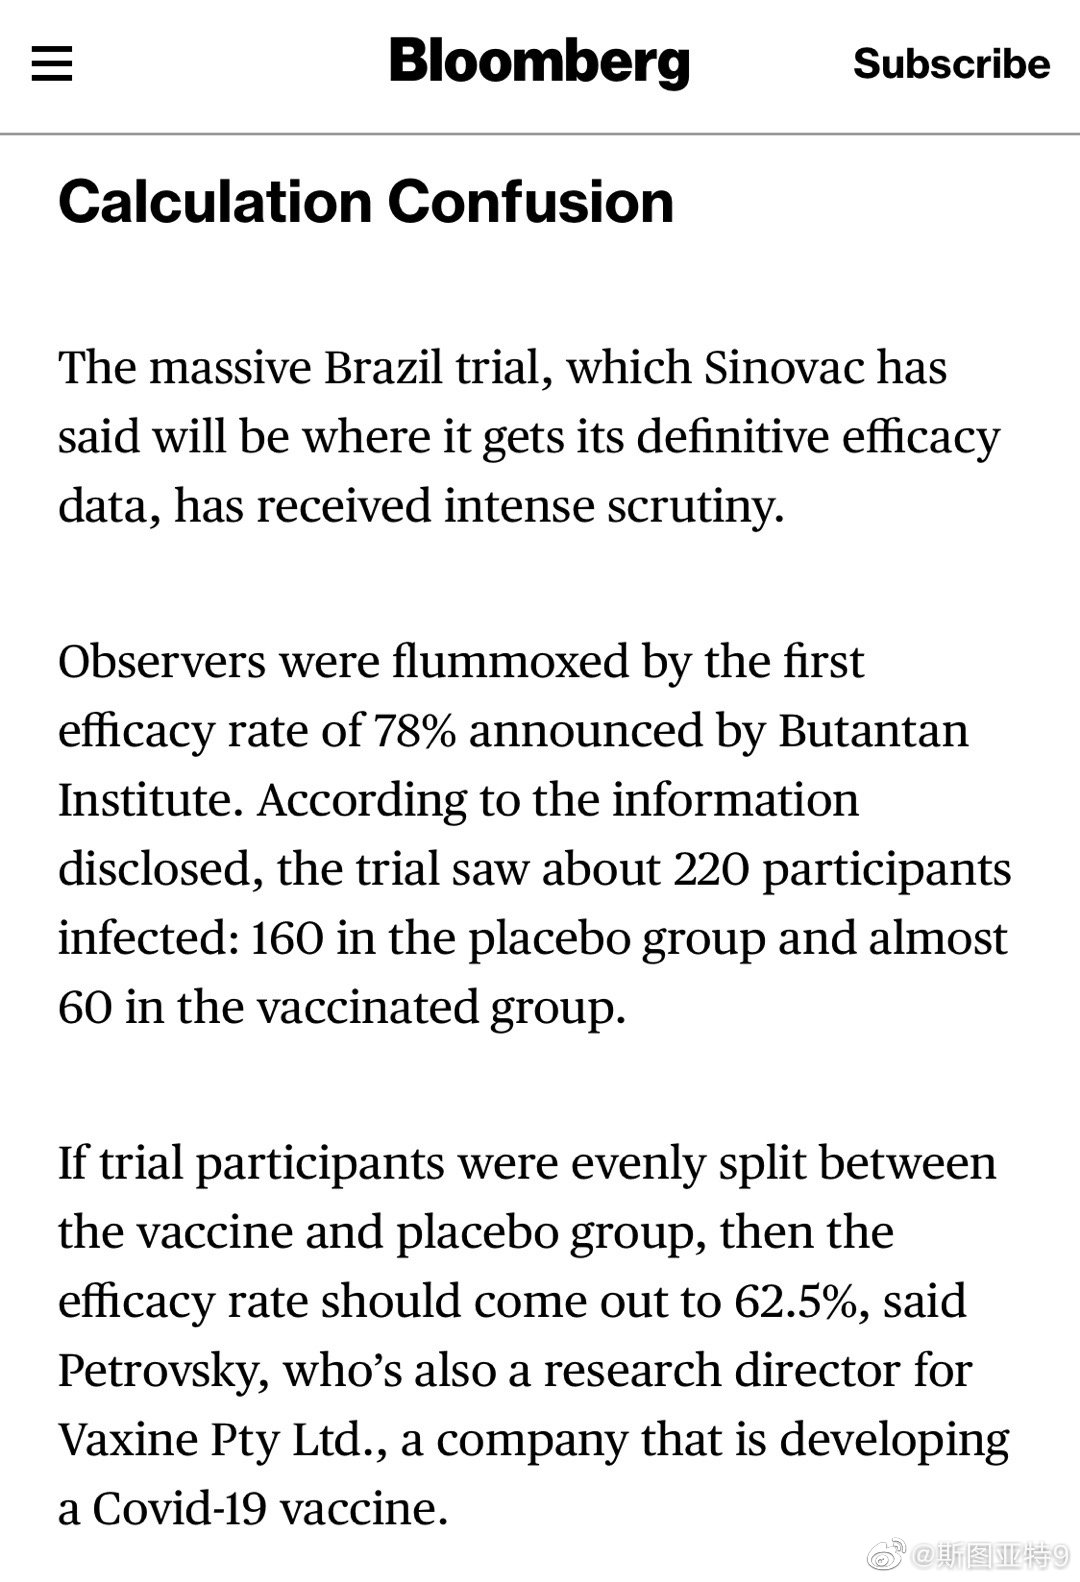 Bloomberg
Subscribe
Calculation Confusion
The massive Brazil trial, which Sinovac has
said will be where it gets its definitive efficacy
data, has received intense scrutiny.
Observers were flummoxed by the first
efficacy rate of 78% announced by Butantan
Institute. According to the information
disclosed, the trial saw about 220 participants
infected: 160 in the placebo group and almost
60 in the vaccinated group.
If trial participants were evenly split between
the vaccine and placebo group, then the
efficacy rate should come out to 62.5%, said
Petrovsky, who’s also a research director for
Vaxine Pty Ltd., a company that is developing
a Covid-19 vaccine.
@斯图亚特9